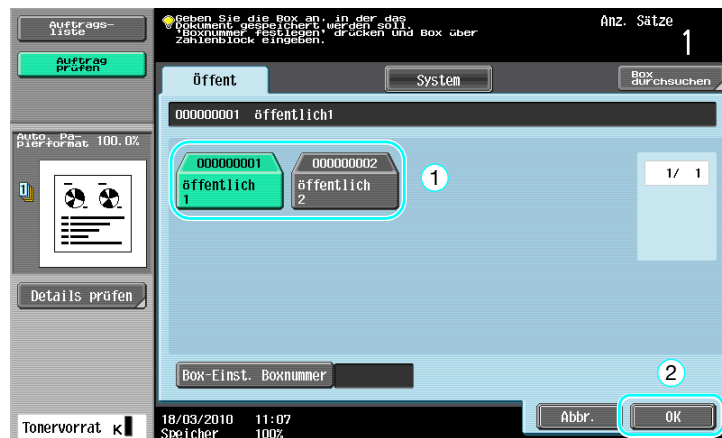 Auftrags-
liste
Auftrag
prüfen
Geben Sie die Box an, in der das
Dokument gespeichert werden soll.
'Boxnummer festlegen' drücken und Box über
Zahlenblock eingeben.
Anz. Sätze
1
Öffent
System
Box
durchsuchen
000000001 öffentlich1
Auto. Pa-
pierformat 100.0%
1
000000001
öffentlich
1
000000002
öffentlich
2
1
1/ 1
Details prüfen
Box-Einst. Boxnummer
2
Tonervorrat K
18/03/2010 11:07
Speicher 100%
Abbr.
OK